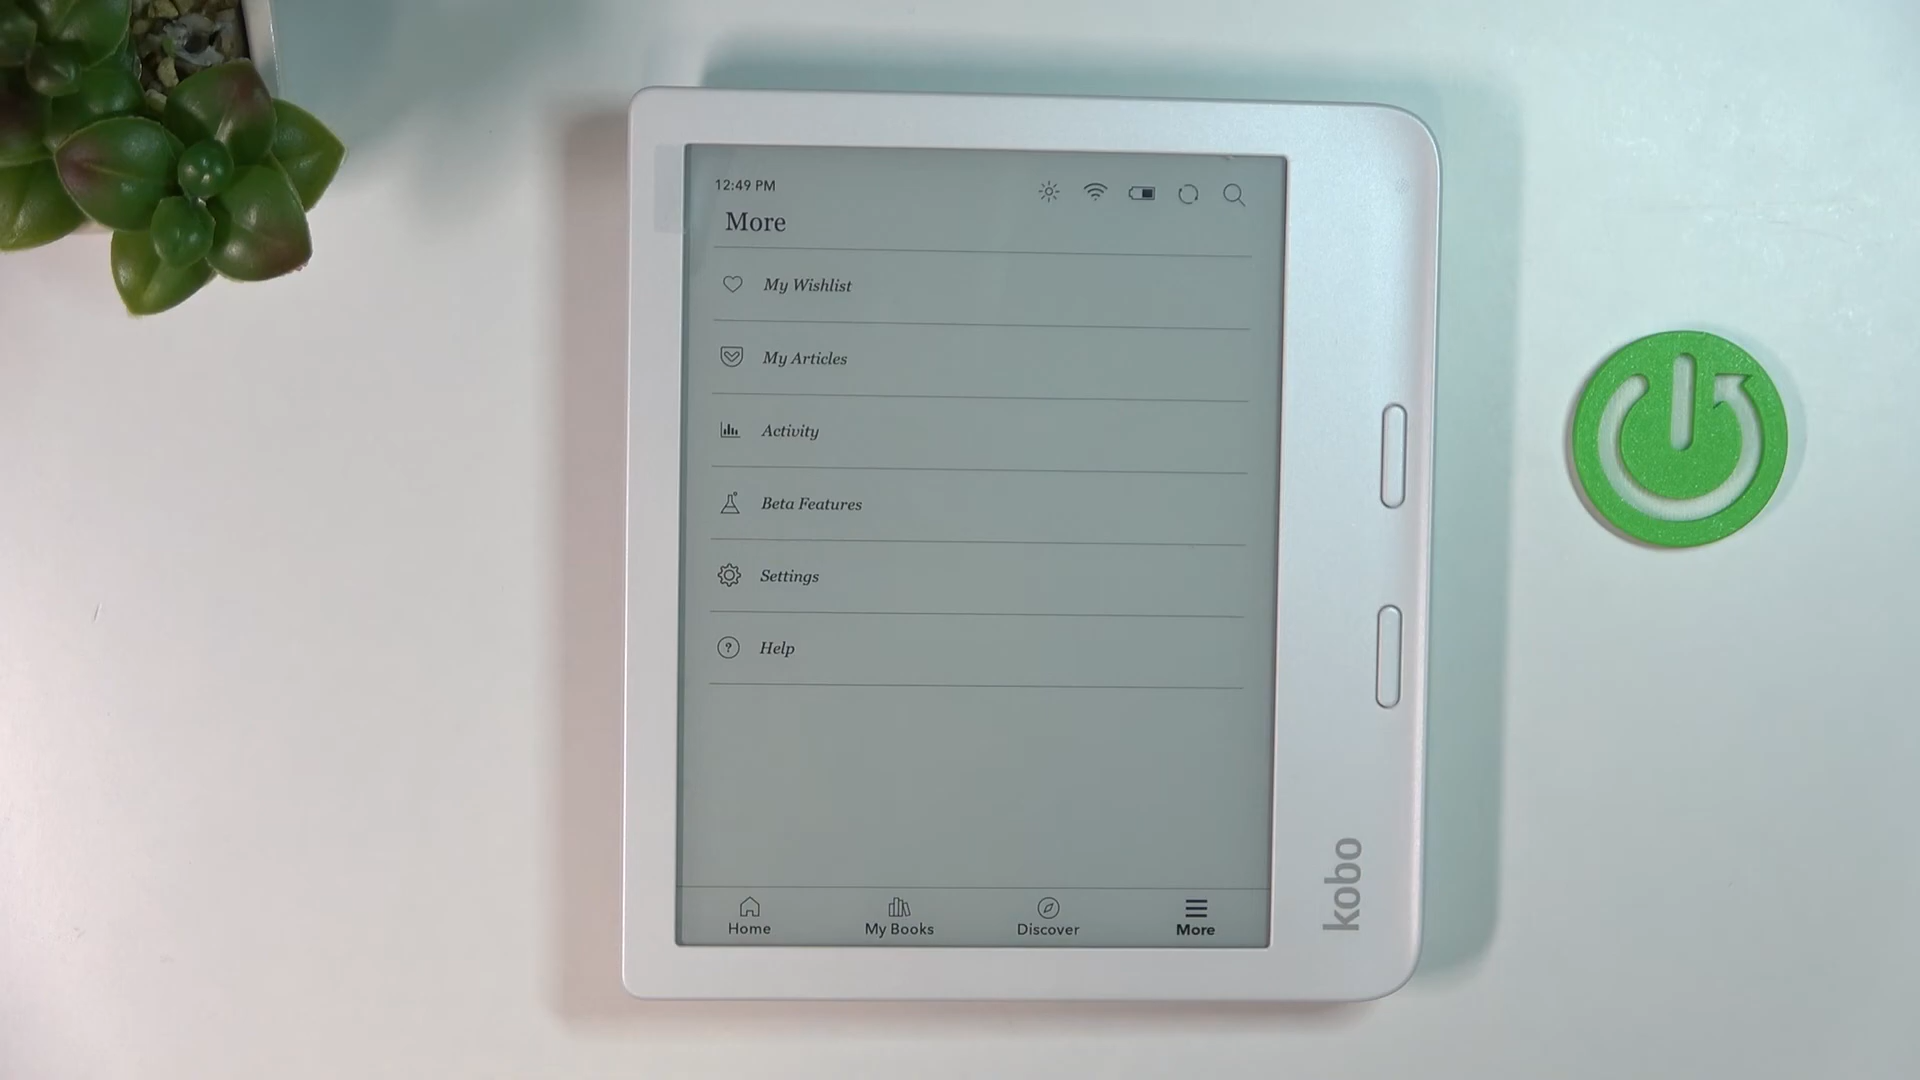 12:49 PM
More
My Wishlist
My Articles
Activity
Beta Features
Settings
Help
Home
My Books
Discover
More
kobo